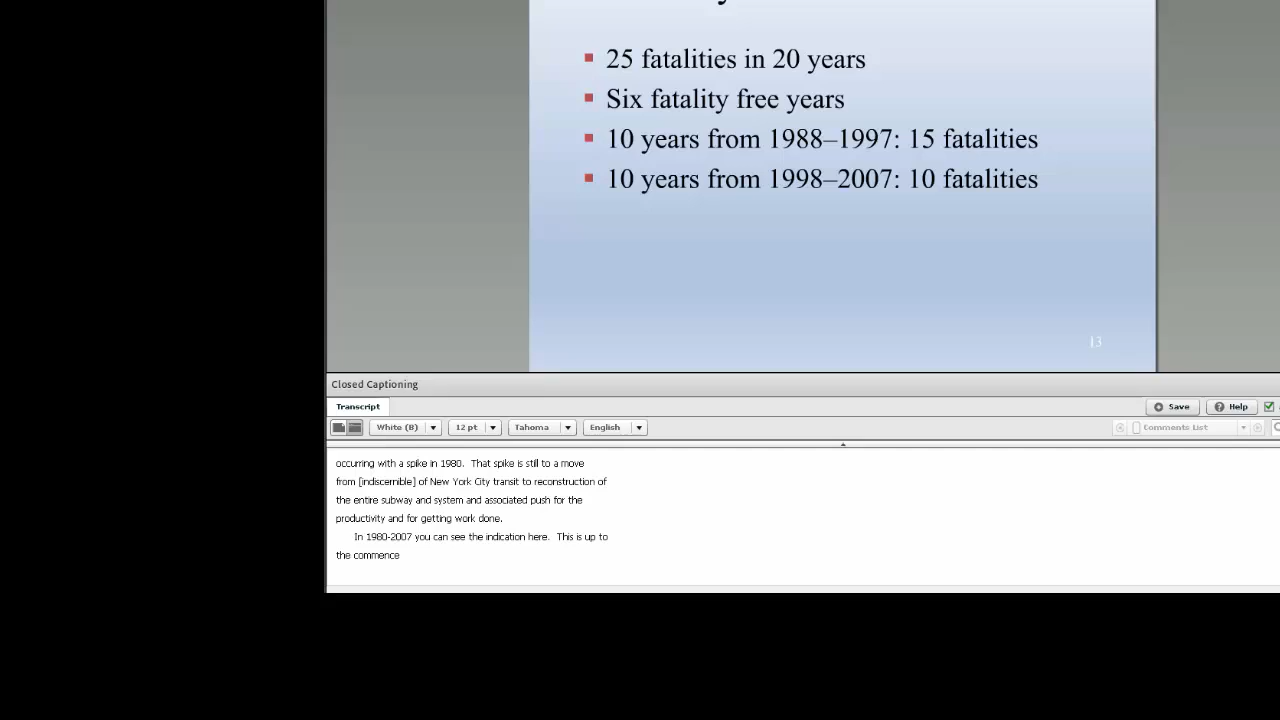 25 fatalities in 20 years
Six fatality free years
10 years from 1988–1997: 15 fatalities
10 years from 1998–2007: 10 fatalities
13
Closed Captioning
Transcript
Save
Help
White (8)
12 pt
Tahoma
English
Comments List
occurring with a spike in 1980. That spike is still to a move
from [indiscernible] of New York City transit to reconstruction of
the entire subway and system and associated push for the
productivity and for getting work done.
In 1980-2007 you can see the indication here. This is up to
the commence